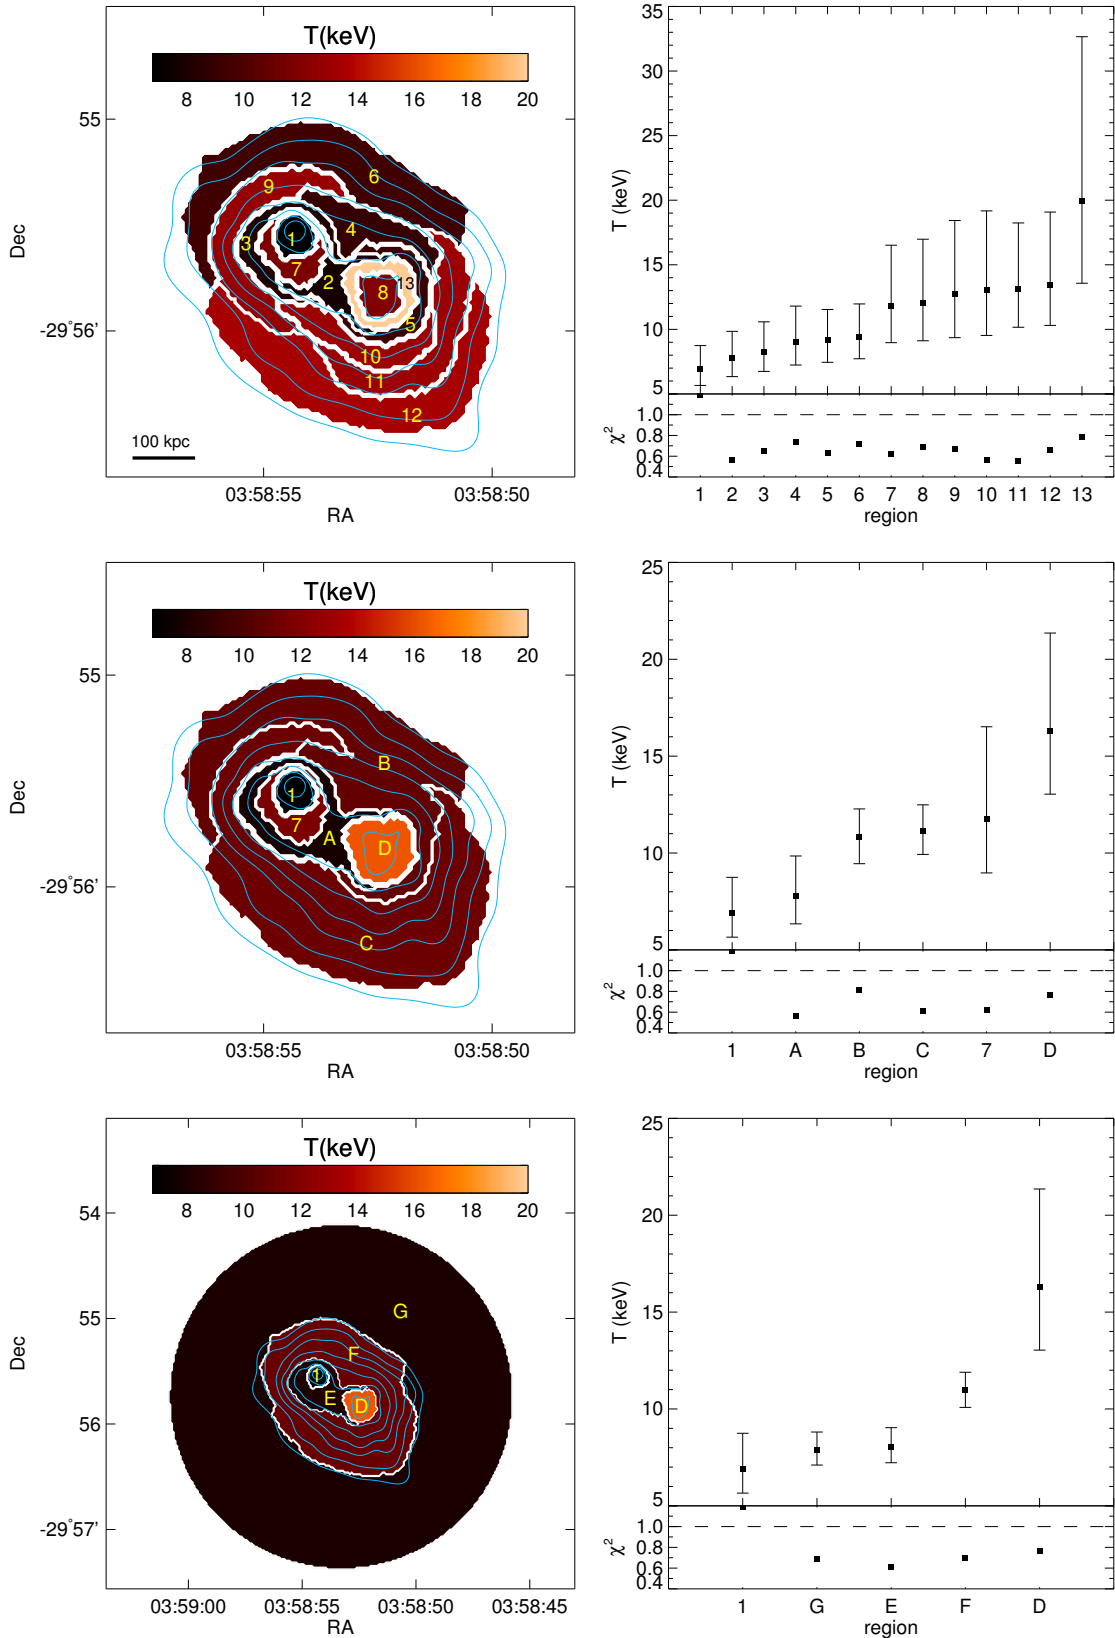 T(keV)
8 10 12 14 16 18 20
55
-29°56'
Dec
6
9
4
3
1
7
2
13
8
5
10
11
12
100 kpc
03:58:55 03:58:50
RA
35
30
25
20
15
10
5
T (keV)
1.0
0.8
0.6
0.4
χ²
1 2 3 4 5 6 7 8 9 10 11 12 13
region
T(keV)
8 10 12 14 16 18 20
55
-29°56'
Dec
B
1
7
A
D
C
03:58:55 03:58:50
RA
25
20
15
10
5
T (keV)
1.0
0.8
0.6
0.4
χ²
1 A B C 7 D
region
T(keV)
8 10 12 14 16 18 20
54
55
56
-29°57'
Dec
G
F
1
E
D
03:59:00 03:58:55 03:58:50 03:58:45
RA
25
20
15
10
5
T (keV)
1.0
0.8
0.6
0.4
χ²
1 G E F D
region